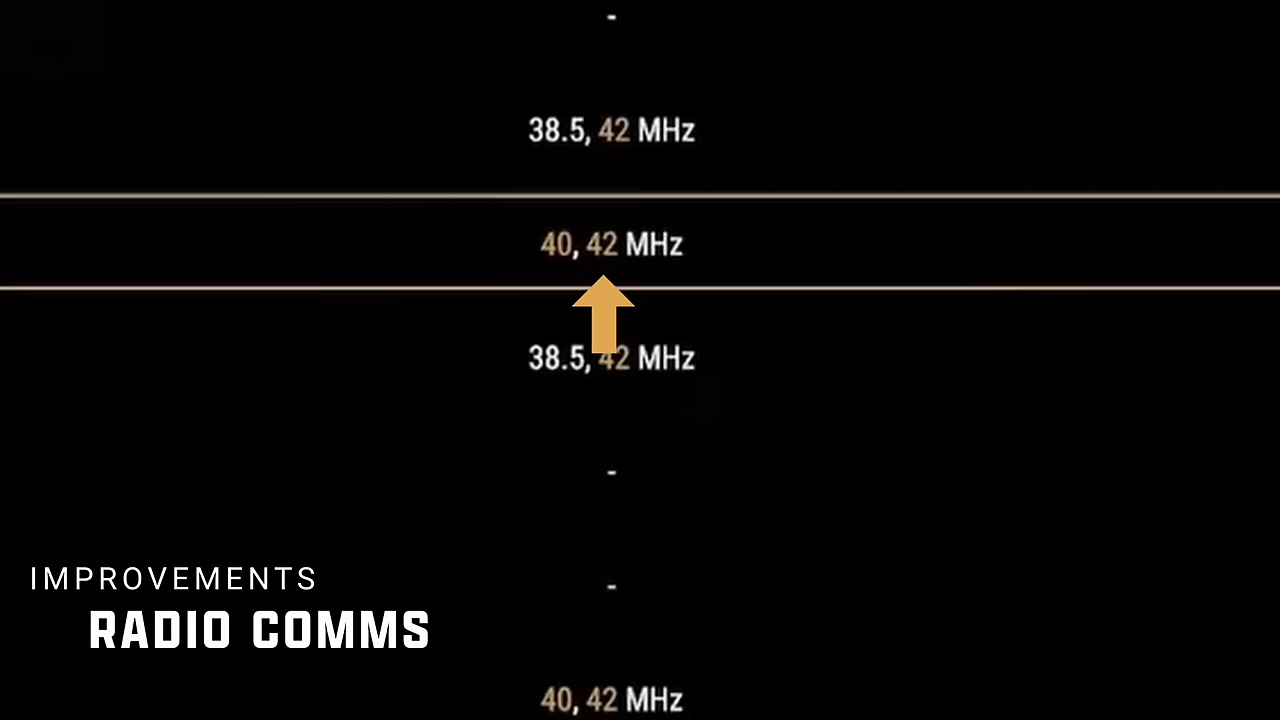 -
38.5, 42 MHz
40, 42 MHz
38.5, 42 MHz
-
-
IMPROVEMENTS
RADIO COMMS
40, 42 MHz